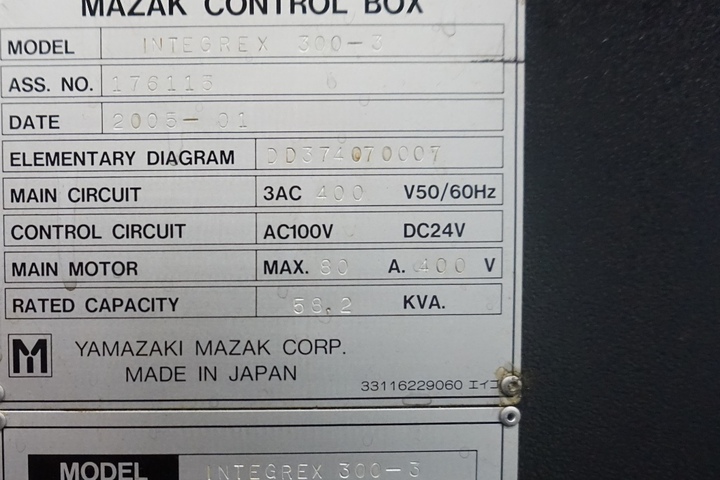 MAZAK CONTROL BOX
MODEL INTEGREX 300-3
ASS. NO. 176113
DATE 2005-01
ELEMENTARY DIAGRAM DD374070007
MAIN CIRCUIT 3AC 400 V50/60Hz
CONTROL CIRCUIT AC100V DC24V
MAIN MOTOR MAX. 80 A. 400 V
RATED CAPACITY 56.2 KVA.
YAMAZAKI MAZAK CORP.
MADE IN JAPAN
33116229060 エイコ
MODEL INTEGREX 300-3